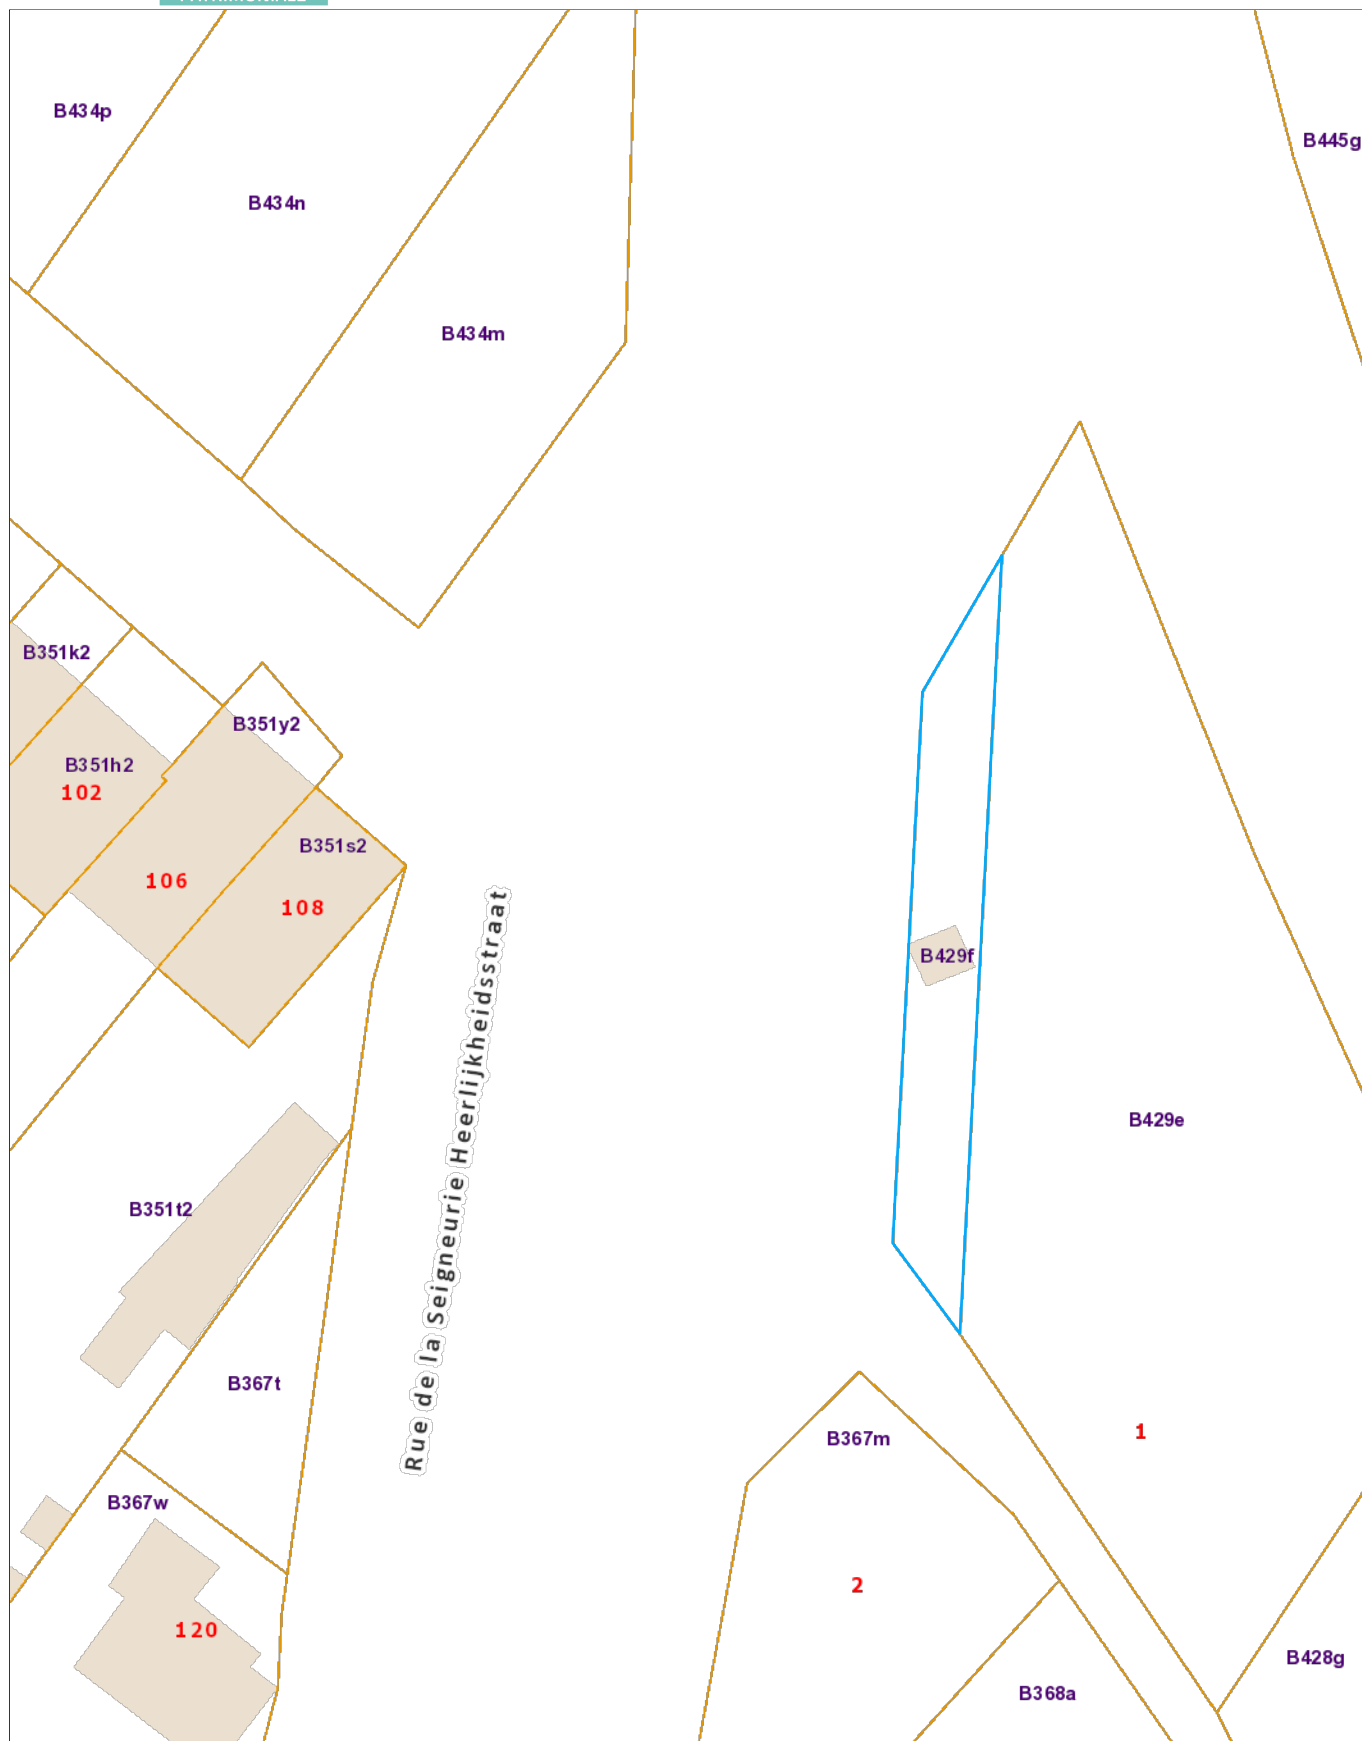 B434p
B445g
B434n
B434m
B351k2
B351y2
B351h2
102
B351s2
106
108
Rue de la Seigneurie Heerlijkheidsstraat
B429f
B429e
B351t2
B367t
1
B367m
B367w
2
120
B428g
B368a